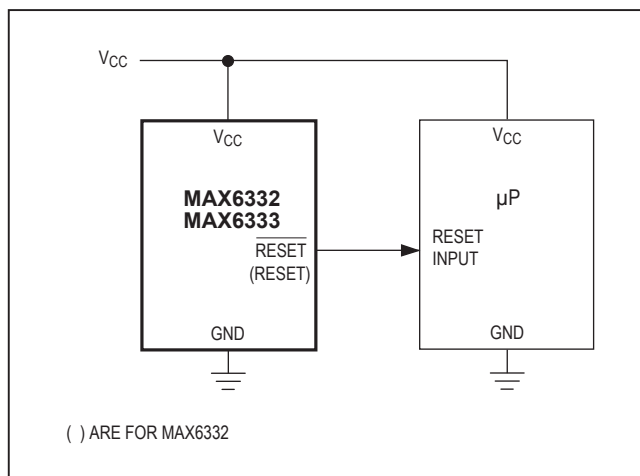 VCC
VCC
MAX6332
MAX6333
RESET
(RESET)
GND
VCC
µP
RESET
INPUT
GND
( ) ARE FOR MAX6332